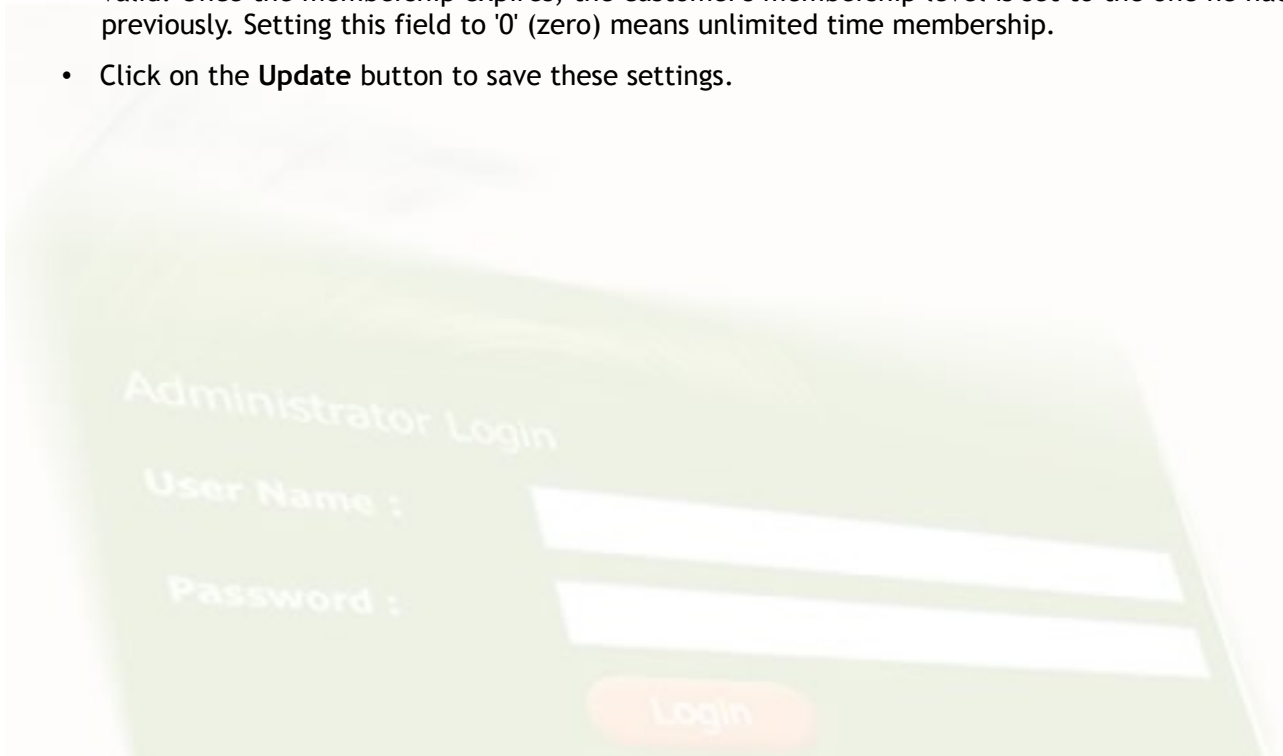 previously. Setting this field to '0' (zero) means unlimited time membership.
• Click on the Update button to save these settings.
Administrator Login
User Name :
Password :
Login